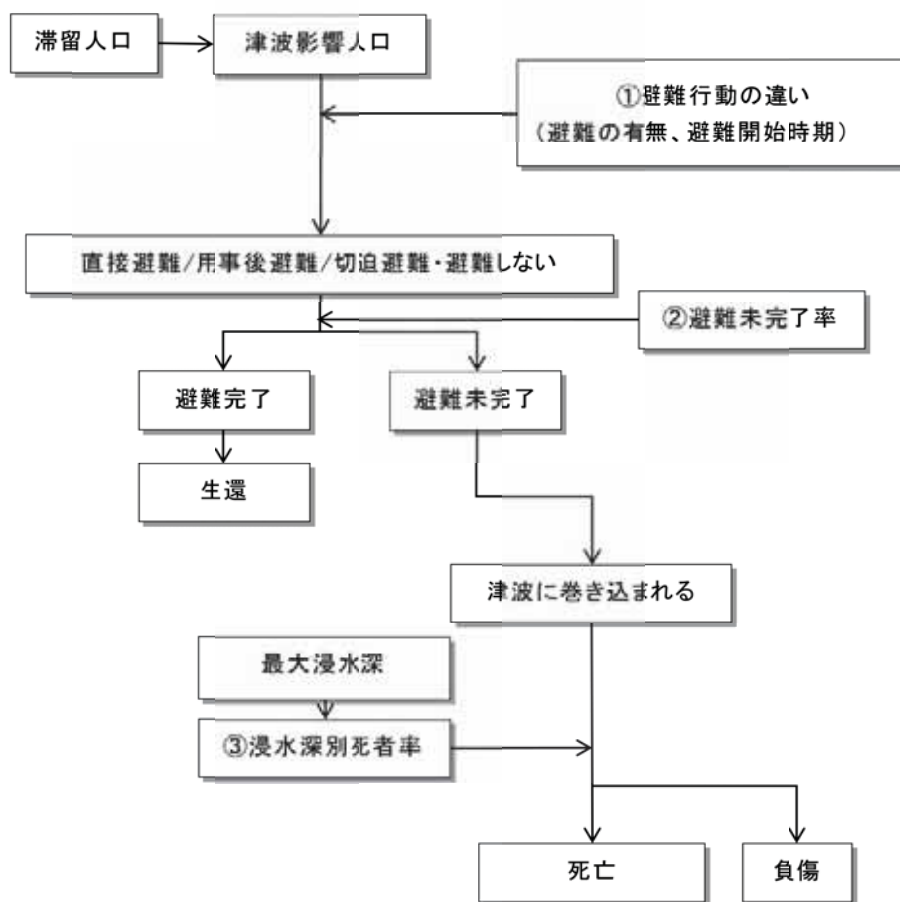 滞留人口
津波影響人口
①避難行動の違い
（避難の有無、避難開始時期）
直接避難/用事後避難/切迫避難・避難しない
②避難未完了率
避難完了
避難未完了
生還
津波に巻き込まれる
最大浸水深
③浸水深別死者率
死亡
負傷